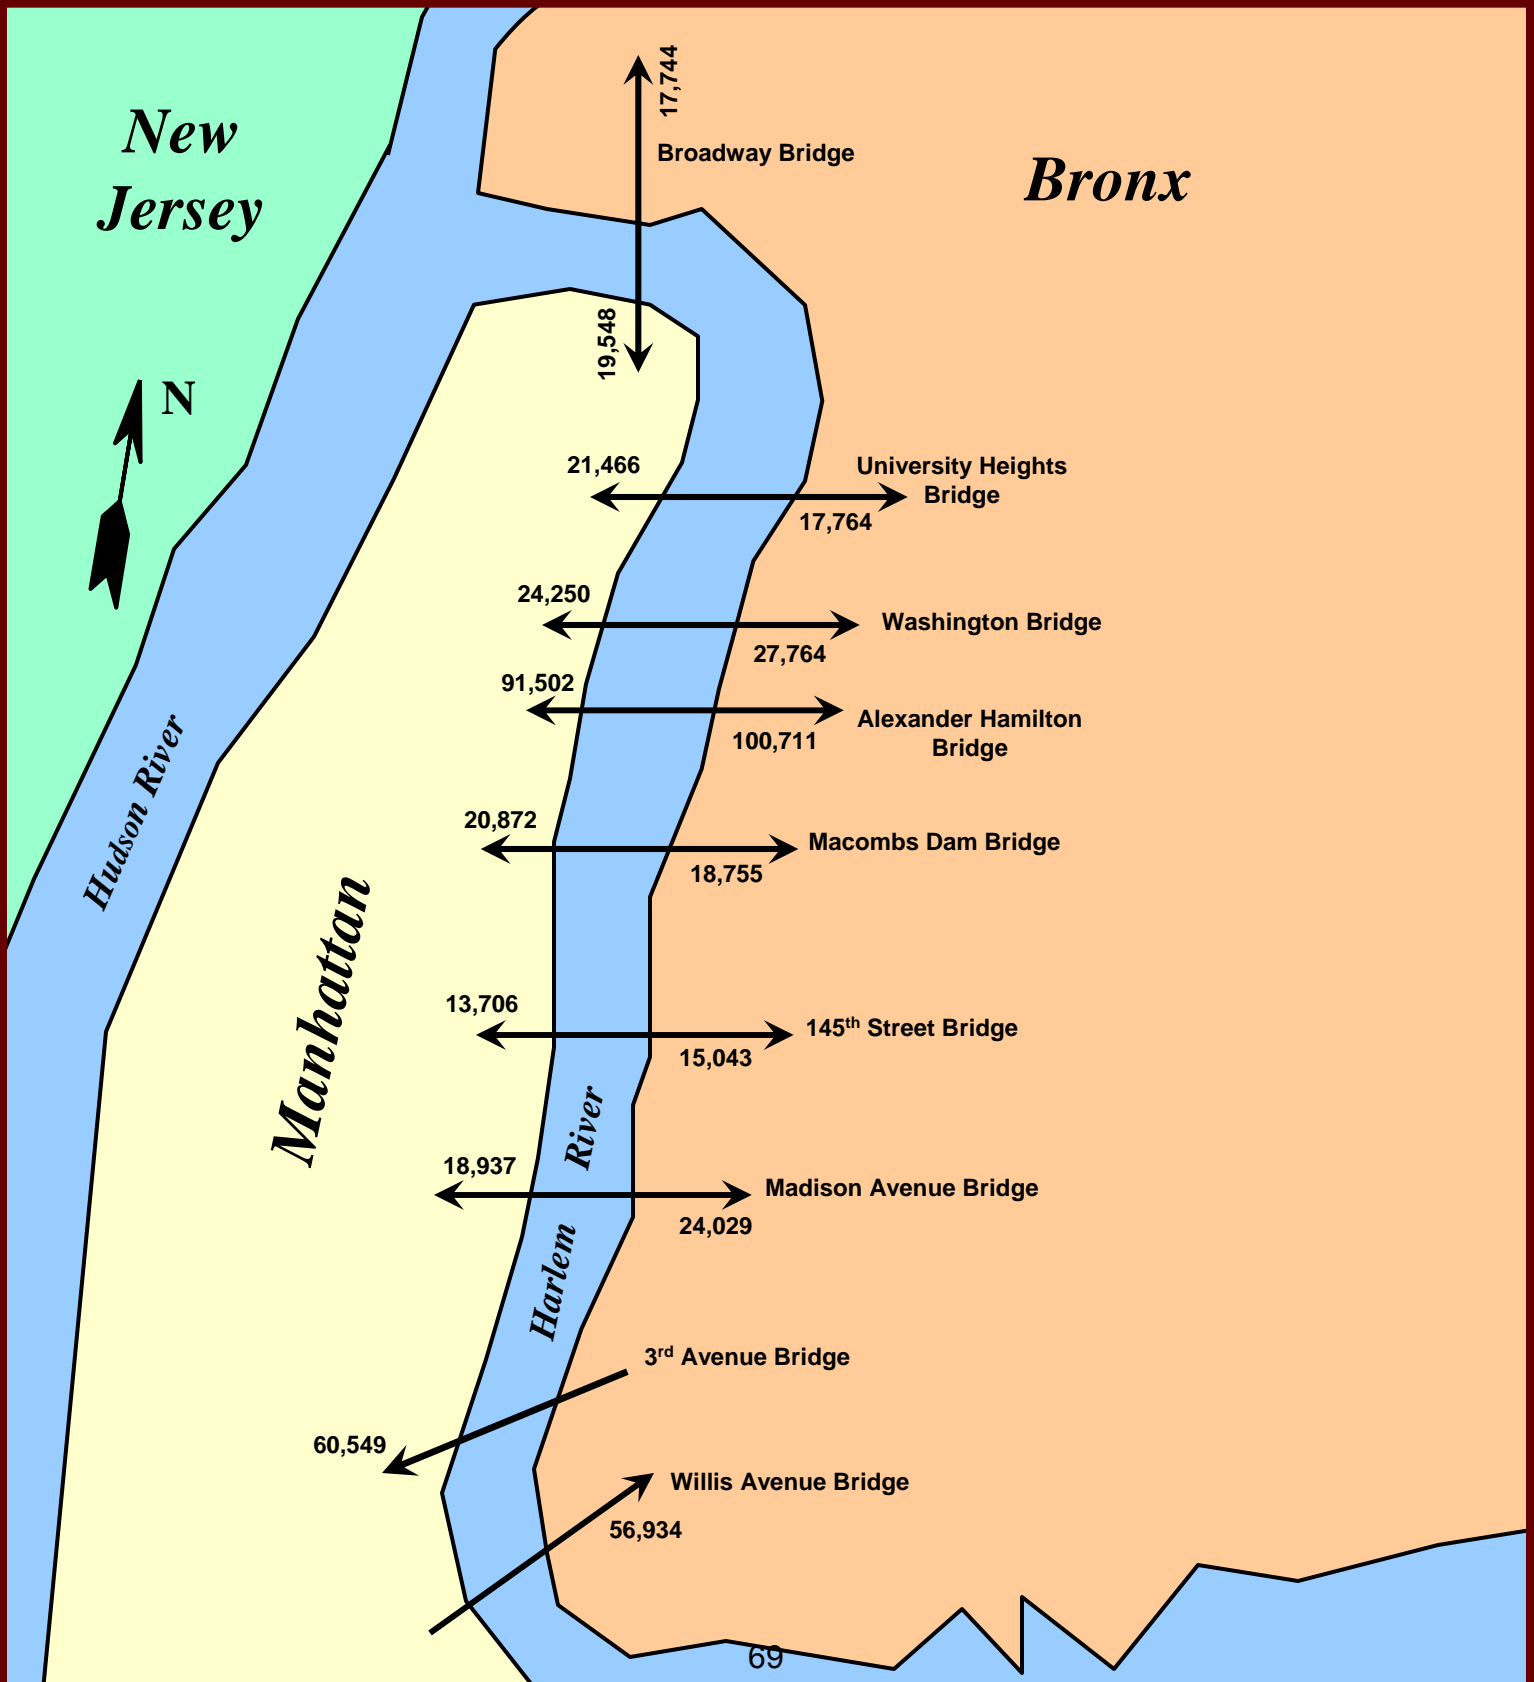 17,744
New
Jersey
Broadway Bridge
Bronx
19,548
N
21,466
University Heights
Bridge
17,764
24,250
Washington Bridge
27,764
91,502
Alexander Hamilton
Bridge
100,711
Hudson River
20,872
Macombs Dam Bridge
18,755
Manhattan
13,706
145th Street Bridge
15,043
Harlem River
18,937
Madison Avenue Bridge
24,029
3rd Avenue Bridge
60,549
Willis Avenue Bridge
56,934
69